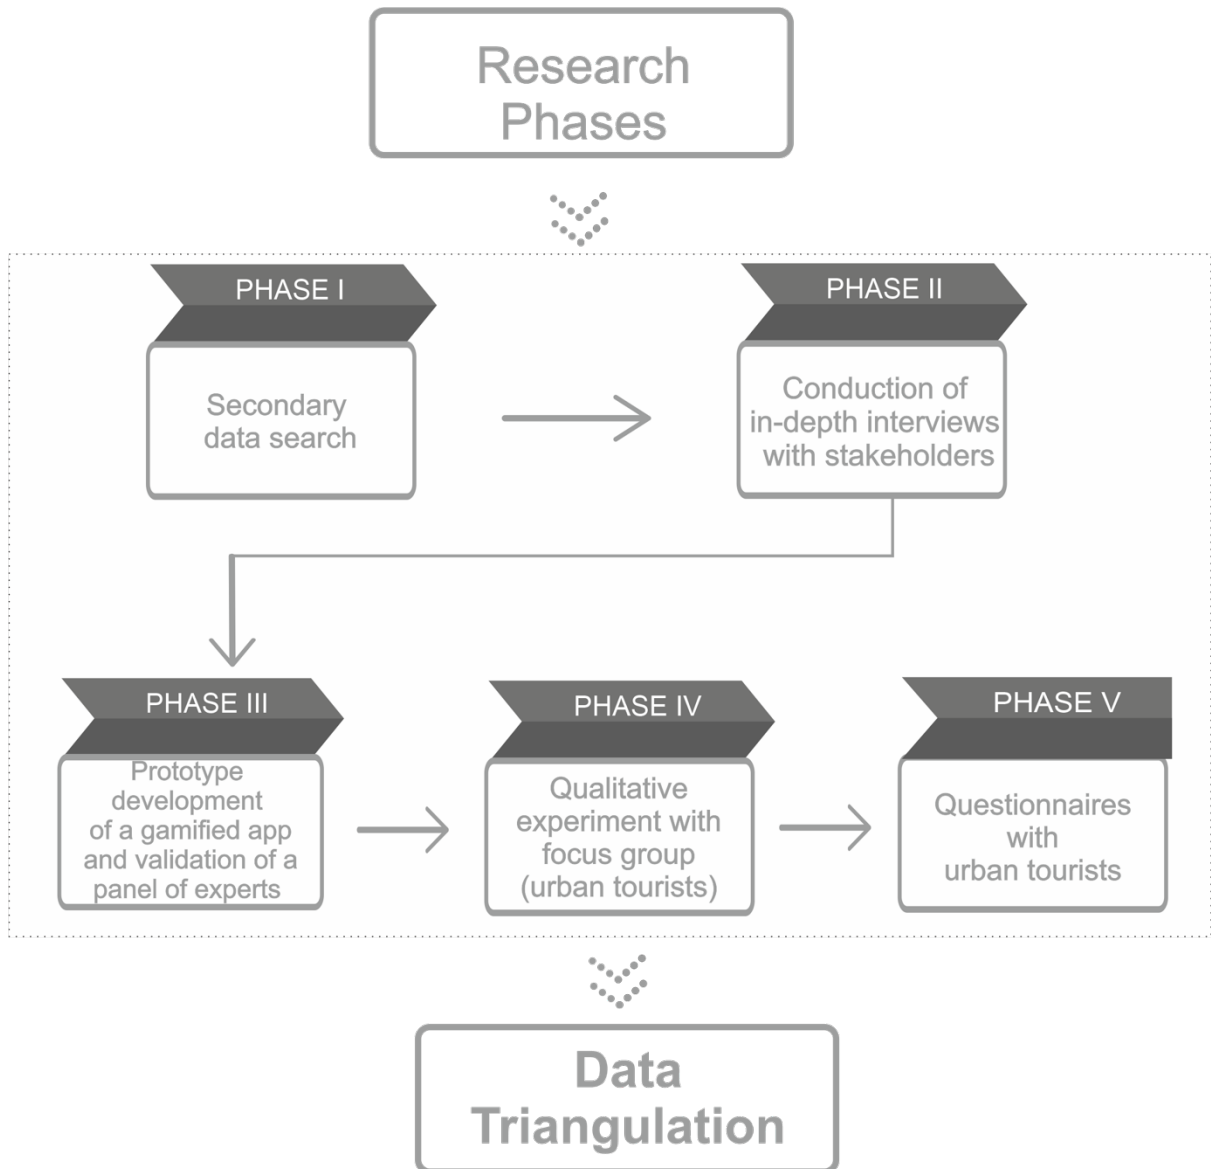 Research
Phases
PHASE I
Secondary
data search
PHASE II
Conduction of
in-depth interviews
with stakeholders
PHASE III
Prototype
development
of a gamified app
and validation of a
panel of experts
PHASE IV
Qualitative
experiment with
focus group
(urban tourists)
PHASE V
Questionnaires
with
urban tourists
Data
Triangulation